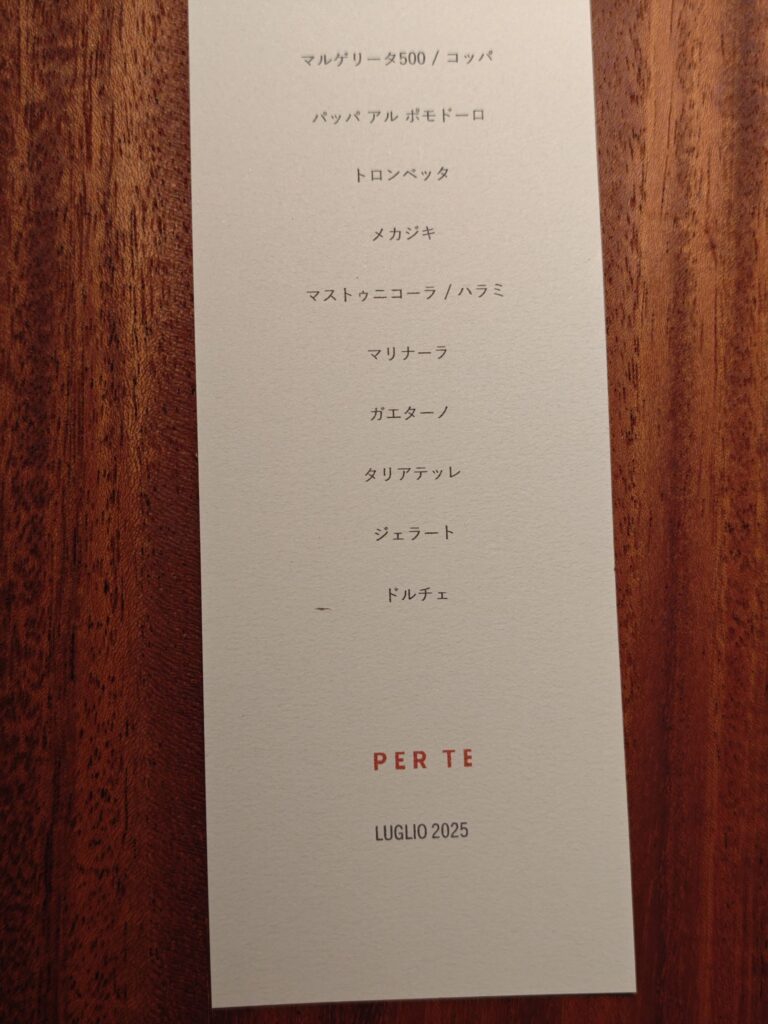 マルゲリータ500 / コッパ
パッパ アル ポモドーロ
トロンベッタ
メカジキ
マストゥニコーラ / ハラミ
マリナーラ
ガエターノ
タリアテッレ
ジェラート
ドルチェ
PER TE
LUGLIO 2025